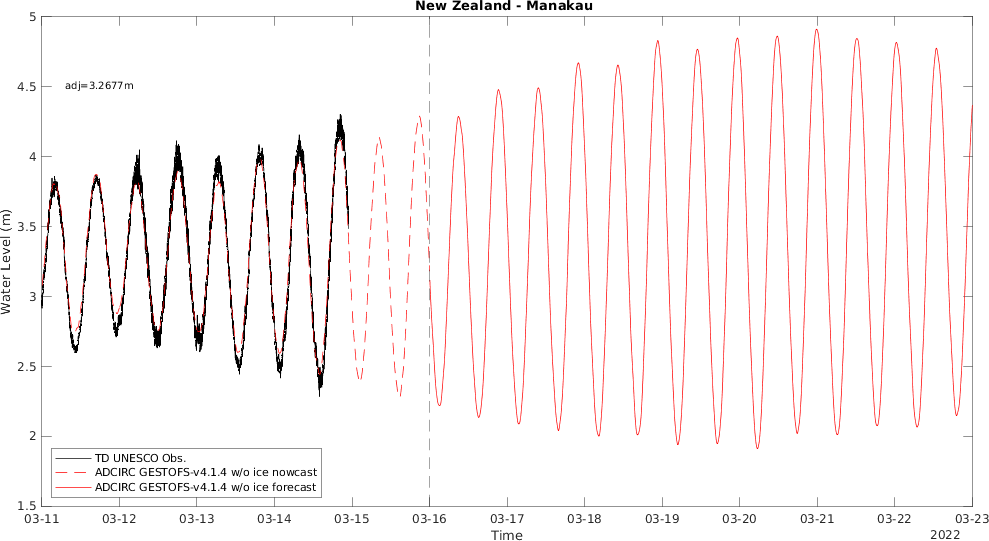 New Zealand - Manakau
5
4.5
4
3.5
3
2.5
2
1.5
Water Level (m)
adj=3.2677m
TD UNESCO Obs.
ADCIRC GESTOFS-v4.1.4 w/o ice nowcast
ADCIRC GESTOFS-v4.1.4 w/o ice forecast
03-11 03-12 03-13 03-14 03-15 03-16 03-17 03-18 03-19 03-20 03-21 03-22 03-23
Time
2022